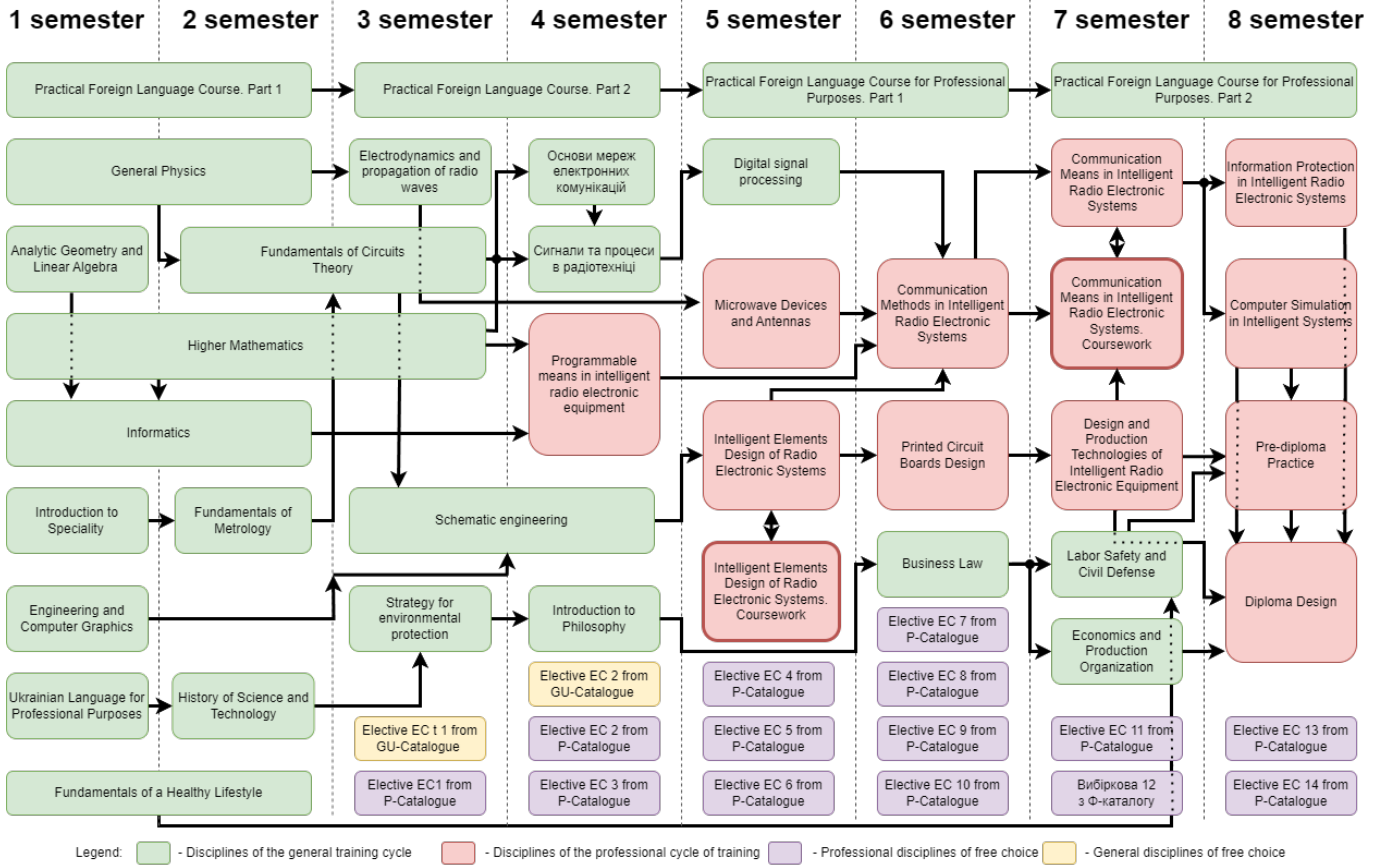 1 semester
2 semester
3 semester
4 semester
5 semester
6 semester
7 semester
8 semester
Practical Foreign Language Course. Part 1
Practical Foreign Language Course. Part 2
Practical Foreign Language Course for Professional
Purposes. Part 1
Practical Foreign Language Course for Professional
Purposes. Part 2
General Physics
Electrodynamics and
propagation of radio
waves
Основи мереж
електронних
комунікацій
Digital signal
processing
Communication
Means in Intelligent
Radio Electronic
Systems
Information Protection
in Intelligent Radio
Electronic Systems
Analytic Geometry and
Linear Algebra
Fundamentals of Circuits
Theory
Сигнали та процеси
в радіотехніці
Microwave Devices
and Antennas
Communication
Methods in Intelligent
Radio Electronic
Systems
Communication
Means in Intelligent
Radio Electronic
Systems.
Coursework
Computer Simulation
in Intelligent Systems
Higher Mathematics
Programmable
means in intelligent
radio electronic
equipment
Informatics
Intelligent Elements
Design of Radio
Electronic Systems
Printed Circuit
Boards Design
Design and
Production
Technologies of
Intelligent Radio
Electronic Equipment
Pre-diploma
Practice
Introduction to
Speciality
Fundamentals of
Metrology
Schematic engineering
Intelligent Elements
Design of Radio
Electronic Systems.
Coursework
Business Law
Labor Safety and
Civil Defense
Diploma Design
Engineering and
Computer Graphics
Strategy for
environmental
protection
Introduction to
Philosophy
Elective EC 7 from
P-Catalogue
Economics and
Production
Organization
Ukrainian Language for
Professional Purposes
History of Science and
Technology
Elective EC 2 from
GU-Catalogue
Elective EC 4 from
P-Catalogue
Elective EC 8 from
P-Catalogue
Elective EC t 1 from
GU-Catalogue
Elective EC 2 from
P-Catalogue
Elective EC 5 from
P-Catalogue
Elective EC 9 from
P-Catalogue
Elective EC 11 from
P-Catalogue
Elective EC 13 from
P-Catalogue
Fundamentals of a Healthy Lifestyle
Elective EC1 from
P-Catalogue
Elective EC 3 from
P-Catalogue
Elective EC 6 from
P-Catalogue
Elective EC 10 from
P-Catalogue
Вибіркова 12
з Ф-каталогу
Elective EC 14 from
P-Catalogue
Legend:
- Disciplines of the general training cycle
- Disciplines of the professional cycle of training
- Professional disciplines of free choice
- General disciplines of free choice